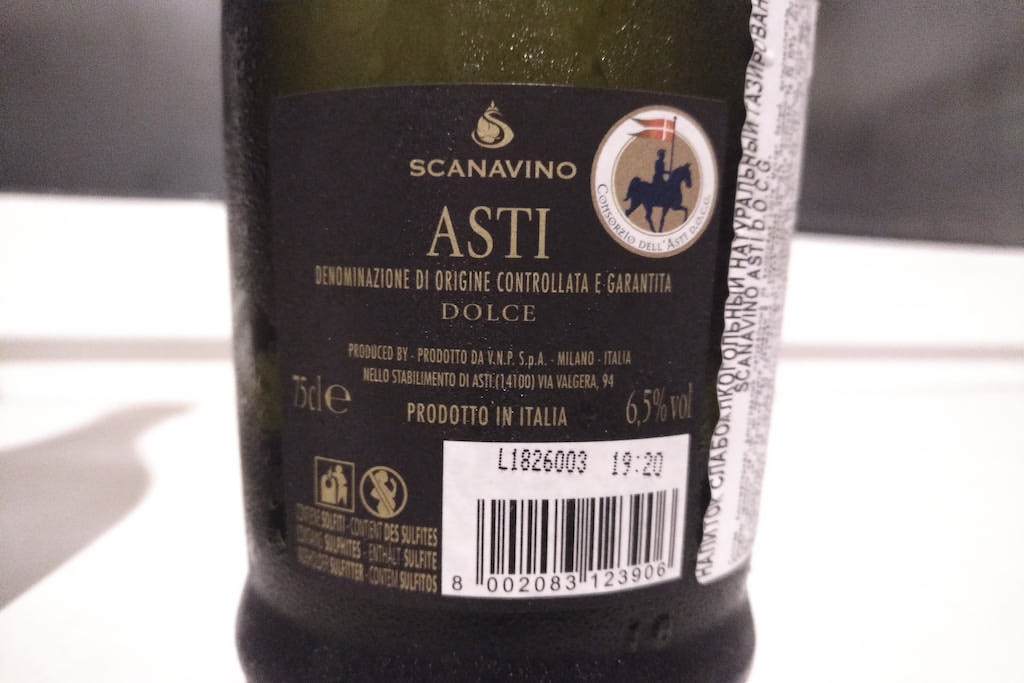 SCANAVINO
ASTI
DENOMINAZIONE DI ORIGINE CONTROLLATA E GARANTITA
DOLCE
CONSORZIO DELL'ASTI D.O.C.G.
PRODUCED BY - PRODOTTO DA V.N.P. S.p.A. - MILANO - ITALIA
NELLO STABILIMENTO DI ASTI (14100) VIA VALGERA, 94
75cl e
PRODOTTO IN ITALIA
6,5% vol
L1826003 19:20
8 002083 123906
CONTIENE SOLFITI - CONTIENT DES SULFITES
CONTAINS SULPHITES - ENTHÄLT SULFITE
SULFITTER - CONTÉM SULFITOS
НАПИТОК СЛАБОАЛКОГОЛЬНЫЙ НАТУРАЛЬНЫЙ ГАЗИРОВАН
SCANAVINO ASTI D.O.C.G.